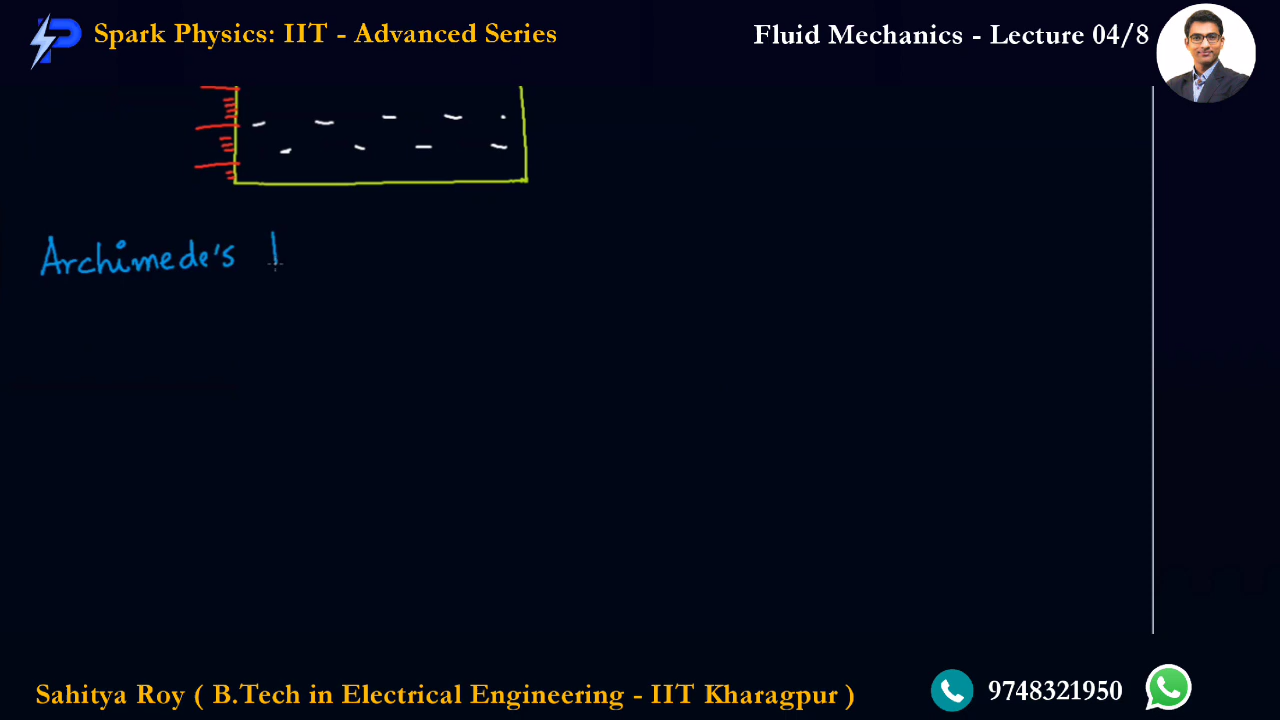 Spark Physics: IIT - Advanced Series
Fluid Mechanics - Lecture 04/8
Archimede's
Sahitya Roy ( B.Tech in Electrical Engineering - IIT Kharagpur )
9748321950